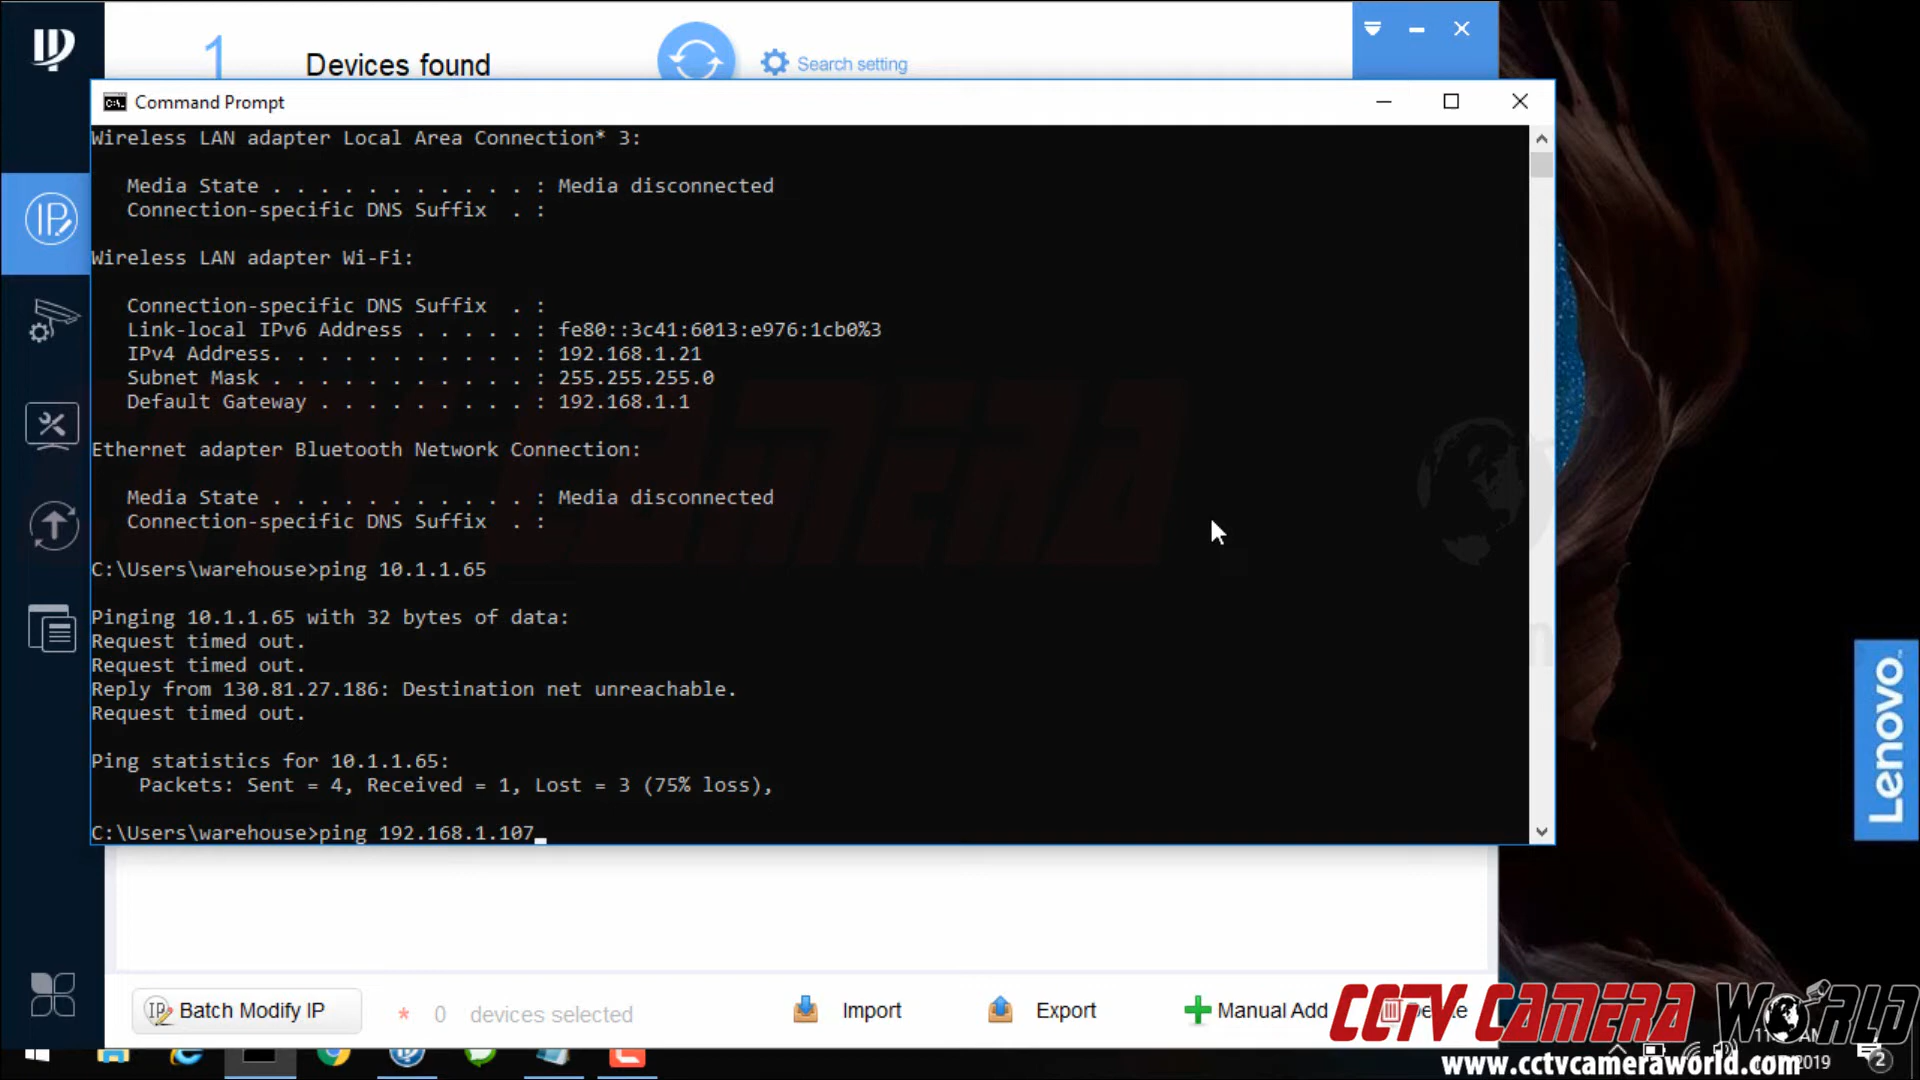 1 Devices found
Search setting
Command Prompt
Wireless LAN adapter Local Area Connection* 3:
Media State . . . . . . . . . . . : Media disconnected
Connection-specific DNS Suffix . :
Wireless LAN adapter Wi-Fi:
Connection-specific DNS Suffix . :
Link-local IPv6 Address . . . . . : fe80::3c41:6013:e976:1cb0%3
IPv4 Address. . . . . . . . . . . : 192.168.1.21
Subnet Mask . . . . . . . . . . . : 255.255.255.0
Default Gateway . . . . . . . . . : 192.168.1.1
Ethernet adapter Bluetooth Network Connection:
Media State . . . . . . . . . . . : Media disconnected
Connection-specific DNS Suffix . :
C:\Users\warehouse>ping 10.1.1.65
Pinging 10.1.1.65 with 32 bytes of data:
Request timed out.
Request timed out.
Reply from 130.81.27.186: Destination net unreachable.
Request timed out.
Ping statistics for 10.1.1.65:
Packets: Sent = 4, Received = 1, Lost = 3 (75% loss),
C:\Users\warehouse>ping 192.168.1.107_
Lenovo
IP Batch Modify IP
* 0 devices selected
Import
Export
Manual Add
CCTV CAMERA WORLD
www.cctvcameraworld.com
2019
2